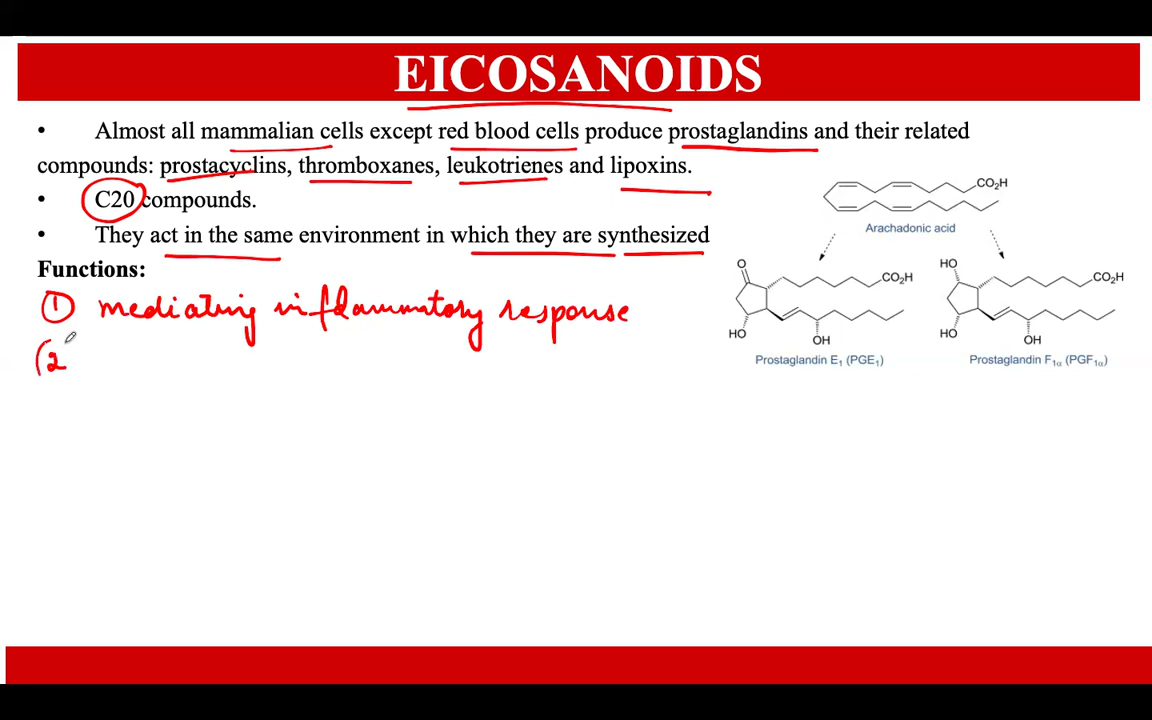 EICOSANOIDS
• Almost all mammalian cells except red blood cells produce prostaglandins and their related
compounds: prostacyclins, thromboxanes, leukotrienes and lipoxins.
• C20 compounds.
• They act in the same environment in which they are synthesized
Functions:
① mediating inflammatory response
(2
CO₂H
Arachadonic acid
O
CO₂H
HO
OH
Prostaglandin E₁ (PGE₁)
HO
CO₂H
HO
OH
Prostaglandin F₁α (PGF₁α)